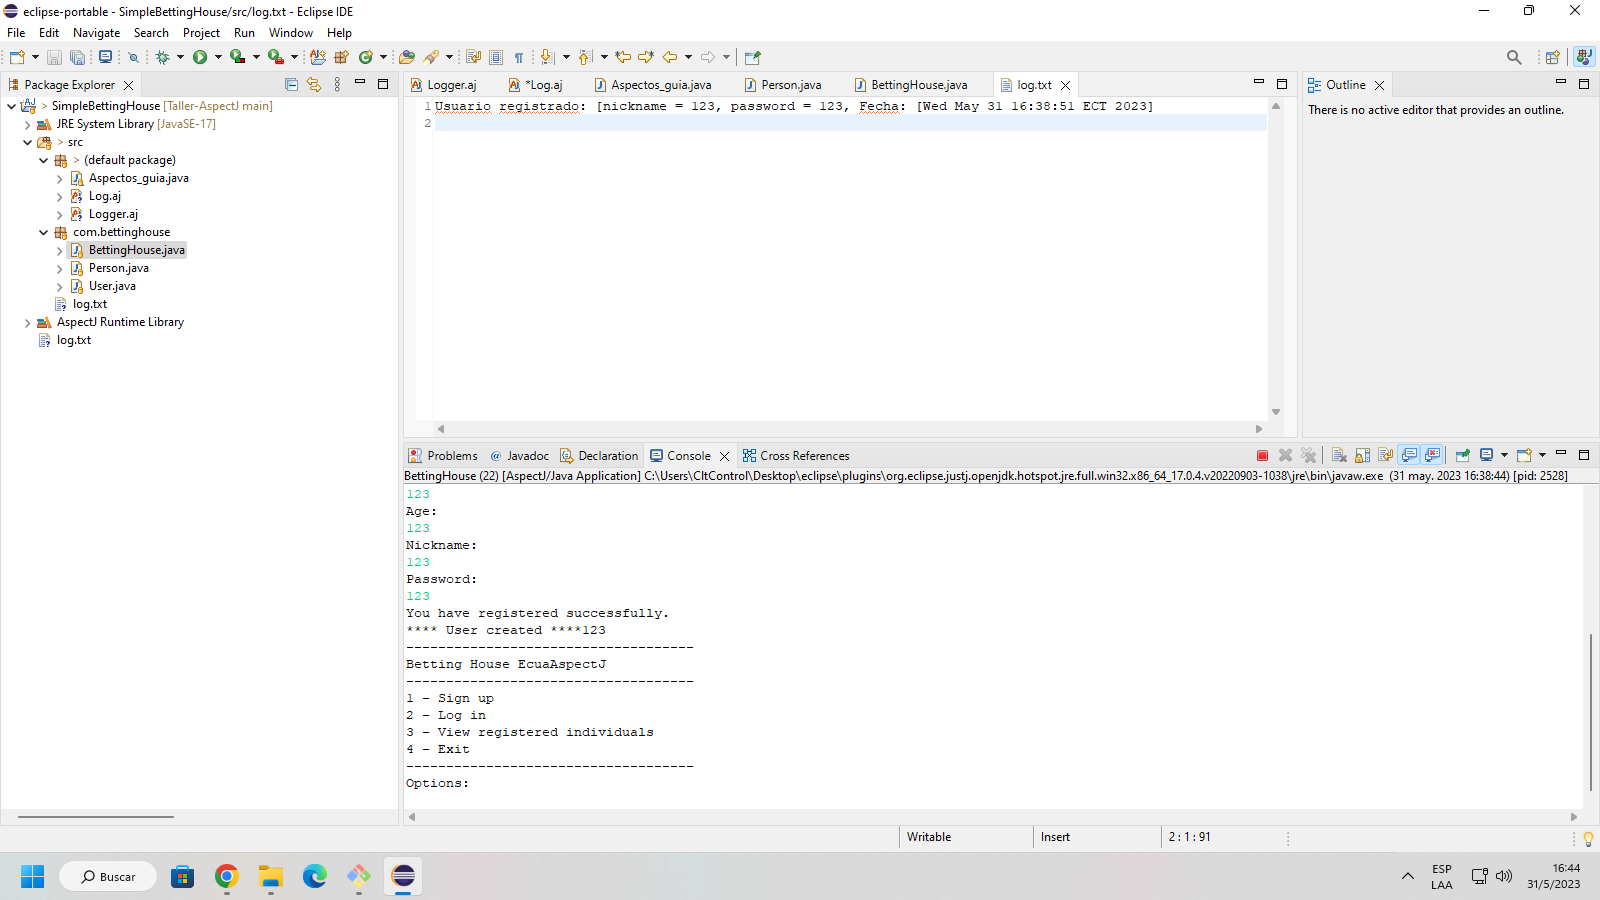 eclipse-portable - SimpleBettingHouse/src/log.txt - Eclipse IDE
File Edit Navigate Search Project Run Window Help
Package Explorer
SimpleBettingHouse [Taller-AspectJ main]
JRE System Library [JavaSE-17]
> src
> (default package)
Aspectos_guia.java
Log.aj
Logger.aj
com.bettinghouse
BettingHouse.java
Person.java
User.java
log.txt
AspectJ Runtime Library
log.txt
Logger.aj *Log.aj Aspectos_guia.java Person.java BettingHouse.java log.txt
1 Usuario registrado: [nickname = 123, password = 123, Fecha: [Wed May 31 16:38:51 ECT 2023]
2
Outline
There is no active editor that provides an outline.
Problems Javadoc Declaration Console Cross References
BettingHouse (22) [AspectJ/Java Application] C:\Users\CltControl\Desktop\eclipse\plugins\org.eclipse.justj.openjdk.hotspot.jre.full.win32.x86_64_17.0.4.v20220903-1038\jre\bin\javaw.exe (31 may. 2023 16:38:44) [pid: 2528]
123
Age:
123
Nickname:
123
Password:
123
You have registered successfully.
**** User created ****123
------------------------------------
Betting House EcuaAspectJ
------------------------------------
1 - Sign up
2 - Log in
3 - View registered individuals
4 - Exit
------------------------------------
Options:
Writable Insert 2 : 1 : 91
Buscar
ESP
LAA
16:44
31/5/2023